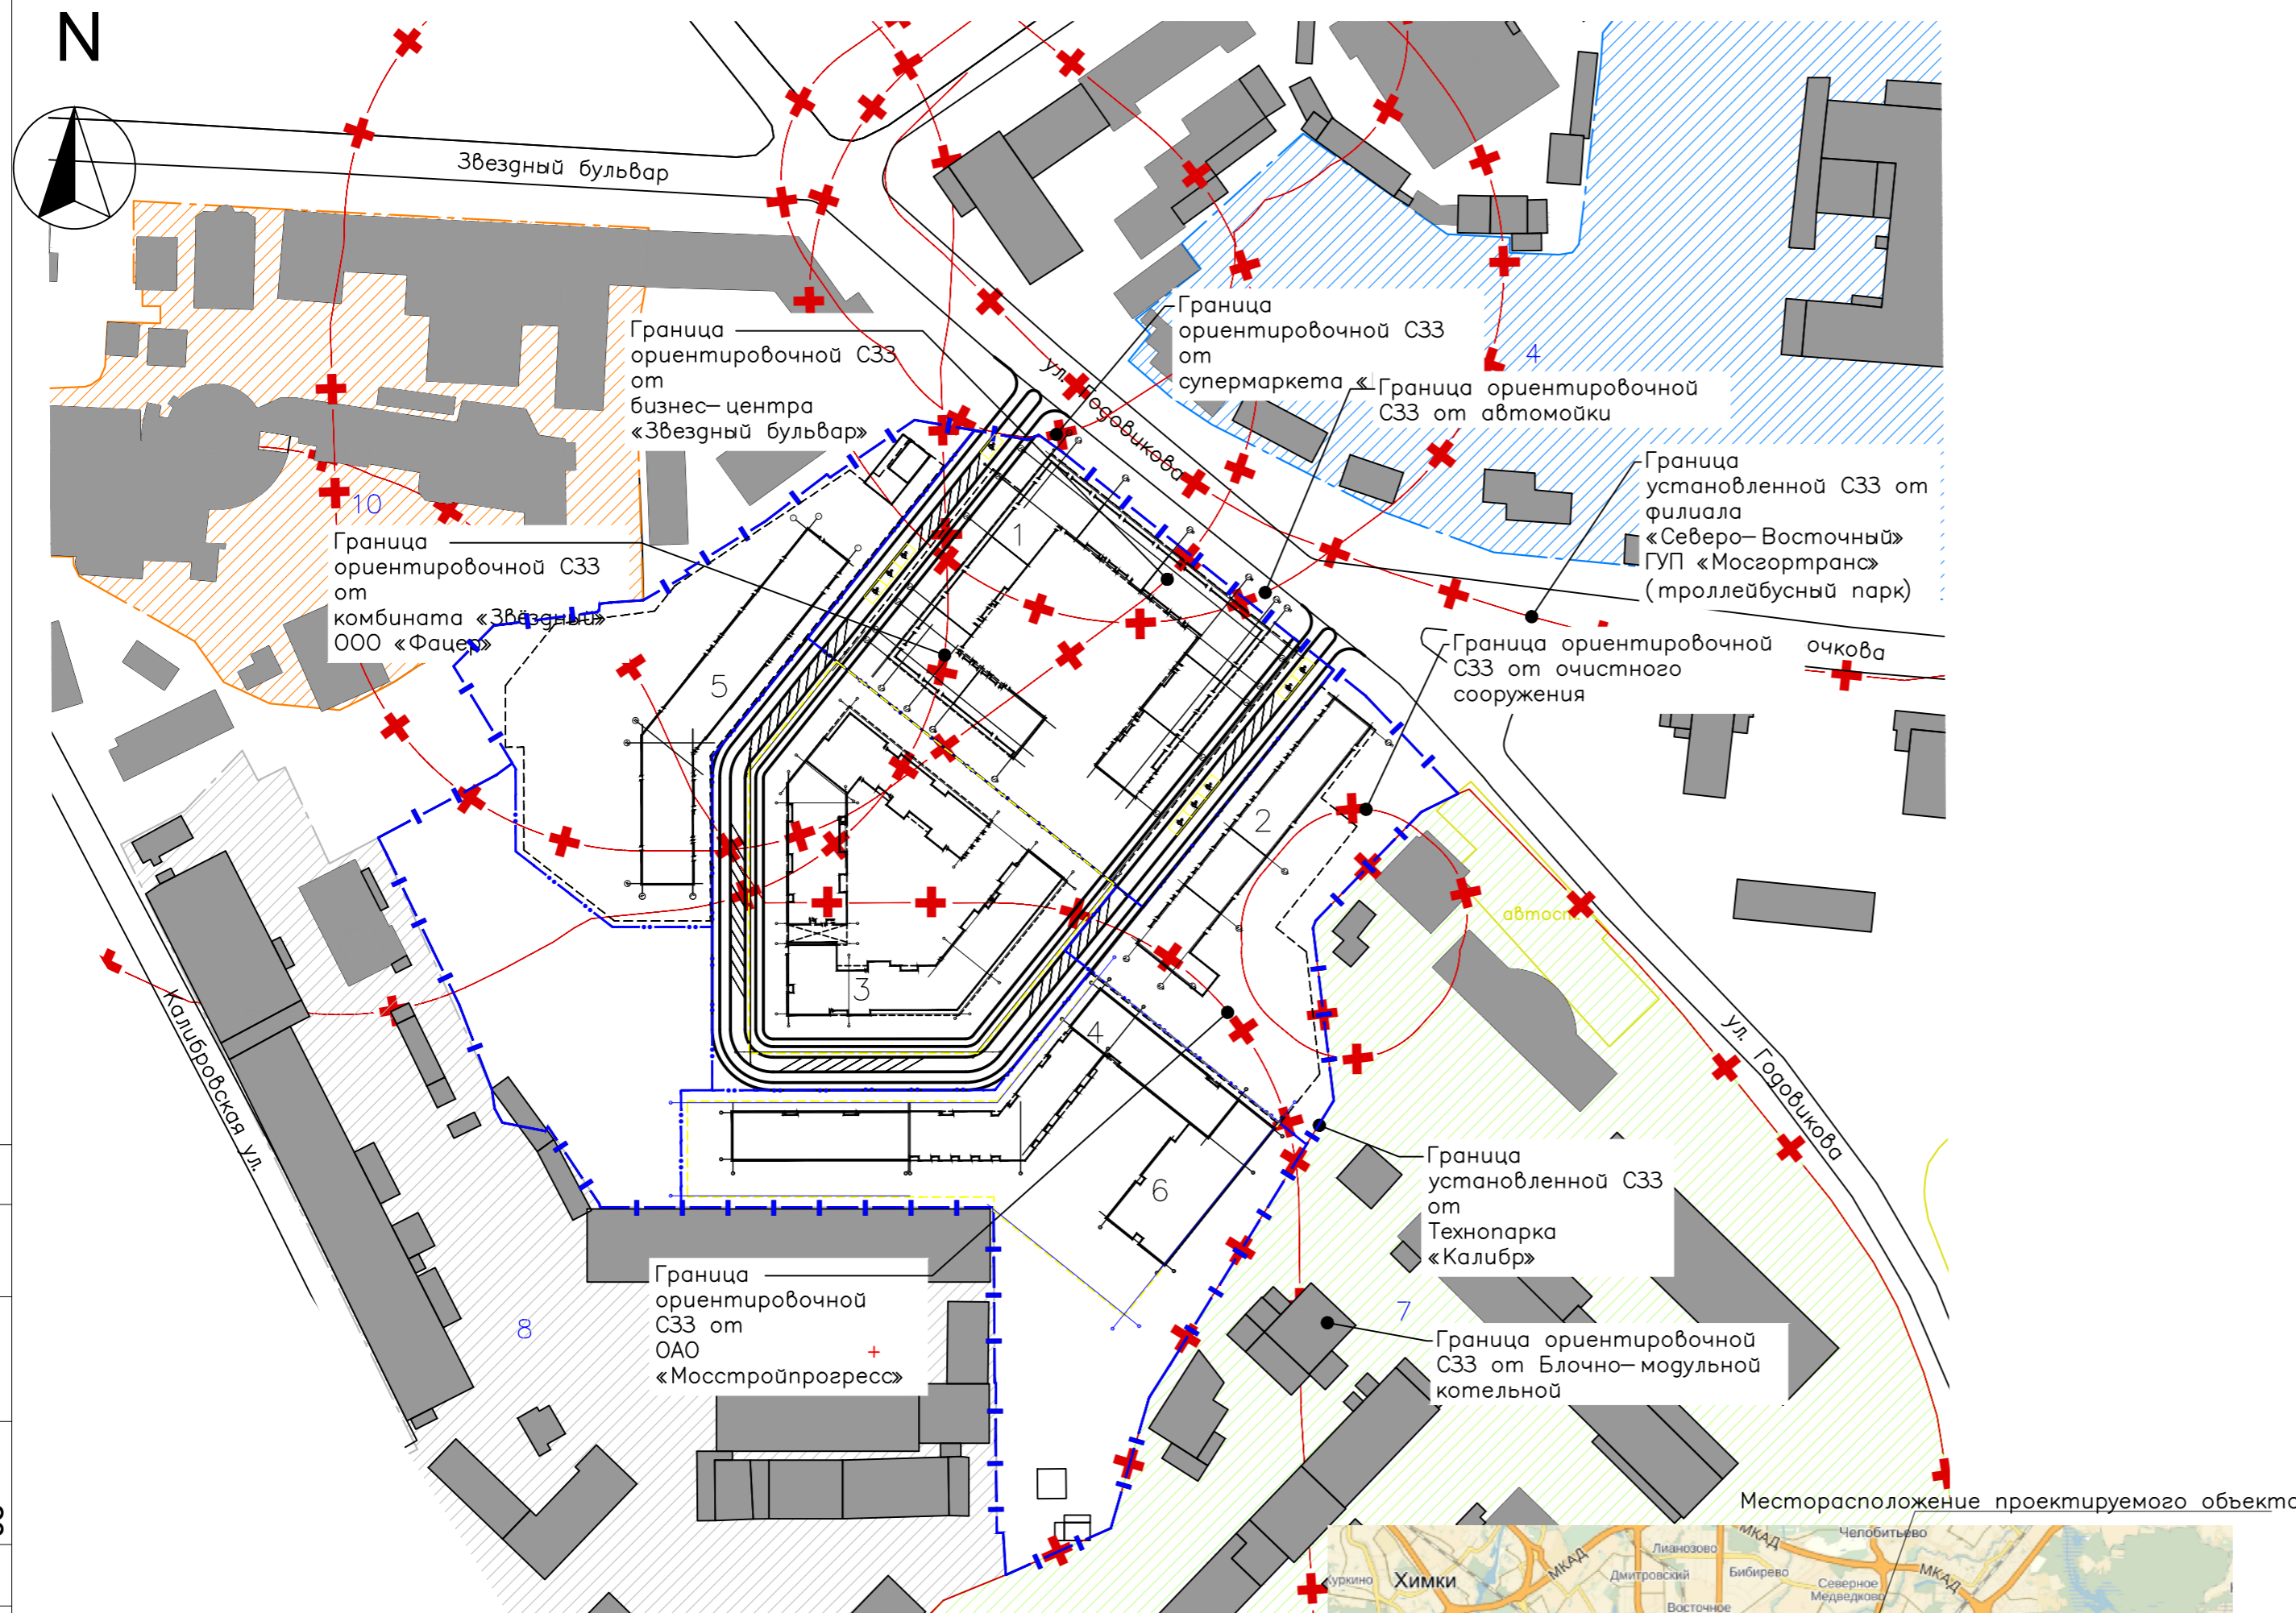 N
Звездный бульвар
Граница
ориентировочной СЗЗ
от
супермаркета «
Граница
ориентировочной СЗЗ
от
бизнес-центра
«Звездный бульвар»
ул. Годовикова
4
Граница ориентировочной
СЗЗ от автомойки
Граница
установленной СЗЗ от
филиала
«Северо-Восточный»
ГУП «Мосгортранс»
(троллейбусный парк)
10
Граница
ориентировочной СЗЗ
от
комбината «Звёздный»
ООО «Фацер»
1
5
Граница ориентировочной
СЗЗ от очистного
сооружения
очкова
2
3
4
6
Калибровская ул.
ул. Годовикова
Граница
установленной СЗЗ
от
Технопарка
«Калибр»
Граница
ориентировочной
СЗЗ от
ОАО
«Мосстройпрогресс»
8
7
Граница ориентировочной
СЗЗ от Блочно-модульной
котельной
Месторасположение проектируемого объекта
МКАД
Челобитьево
Лианозово
МКАД
Куркино
Химки
Дмитровский
Бибирево
Северное
Медведково
МКАД
Восточное